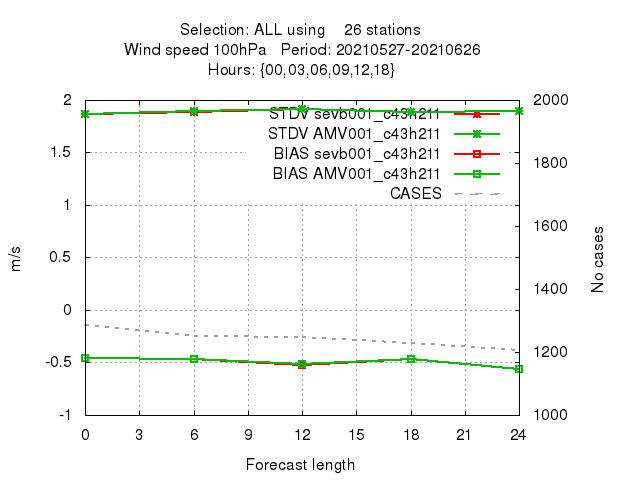 Selection: ALL using 26 stations
Wind speed 100hPa Period: 20210527-20210626
Hours: {00,03,06,09,12,18}
STDV sevb001_c43h211
STDV AMV001_c43h211
BIAS sevb001_c43h211
BIAS AMV001_c43h211
CASES
m/s
2
1.5
1
0.5
0
-0.5
-1
No cases
2000
1800
1600
1400
1200
1000
0 3 6 9 12 15 18 21 24
Forecast length